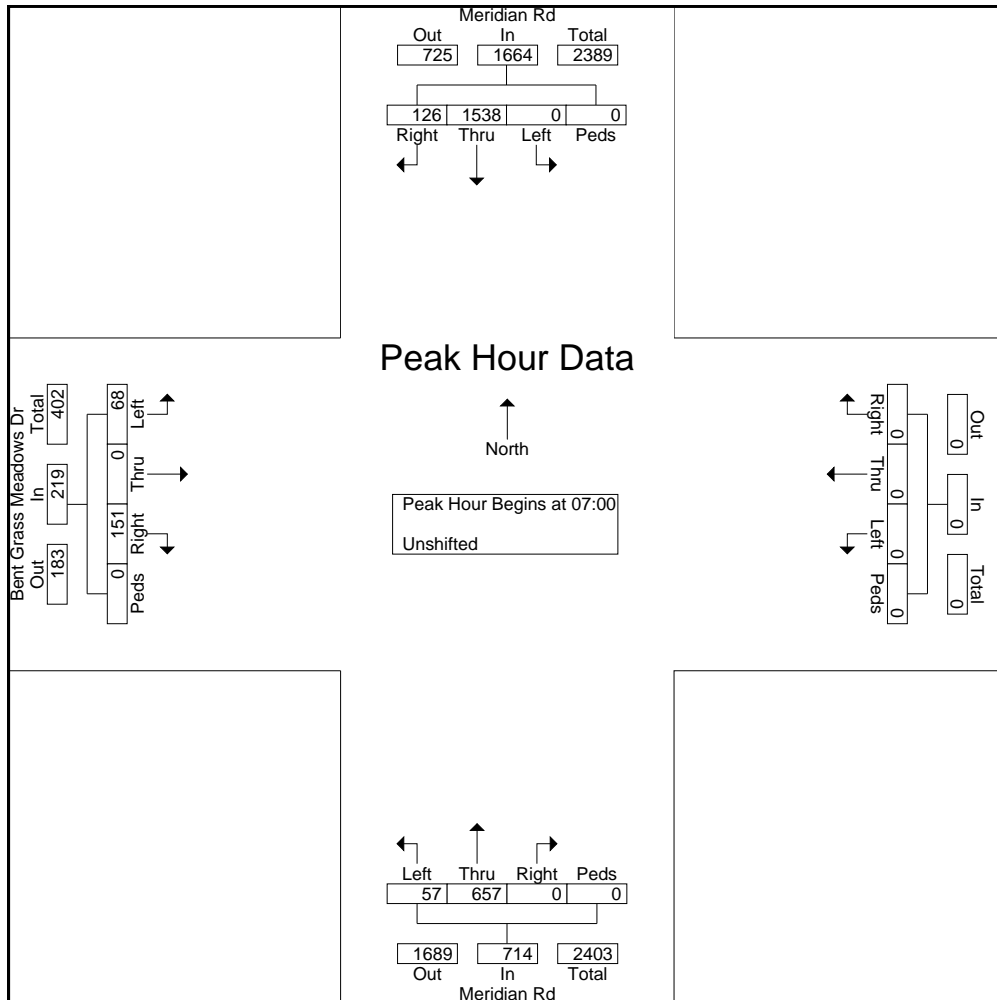 Meridian Rd
Out In Total
725 1664 2389
126 1538 0 0
Right Thru Left Peds
Peak Hour Data
North
Peak Hour Begins at 07:00
Unshifted
Bent Grass Meadows Dr
Out In Total
183 219 402
0 151 0 68
Peds Right Thru Left
Out In Total
0 0 0
Right Thru Left Peds
0 0 0 0
Left Thru Right Peds
57 657 0 0
1689 714 2403
Out In Total
Meridian Rd